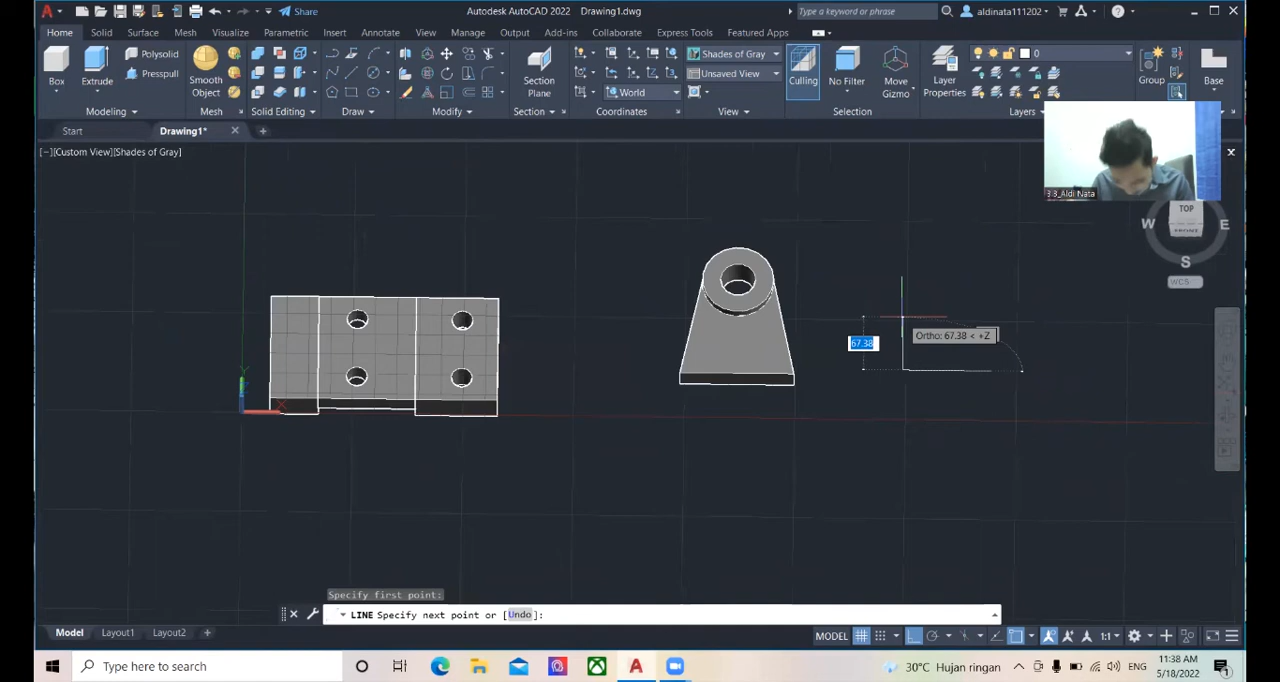 Share
Autodesk AutoCAD 2022 Drawing1.dwg
Type a keyword or phrase
aldinata111202
Home Solid Surface Mesh Visualize Parametric Insert Annotate View Manage Output Add-ins Collaborate Express Tools Featured Apps
Box
Extrude
Polysolid
Presspull
Smooth
Object
Section
Plane
World
Shades of Gray
Unsaved View
Culling
No Filter
Move
Gizmo
Layer
Properties
0
Group
Base
Modeling Mesh Solid Editing Draw Modify Section Coordinates View Selection Layers
Start Drawing1*
[−][Custom View][Shades of Gray]
Aldi Nata
TOP
FRONT
W E
S
WCS
Y
X
67.38
Ortho: 67.38 < +Z
Specify first point:
LINE Specify next point or [Undo]:
Model Layout1 Layout2
MODEL
1:1
Type here to search
30°C Hujan ringan
ENG
11:38 AM
5/18/2022